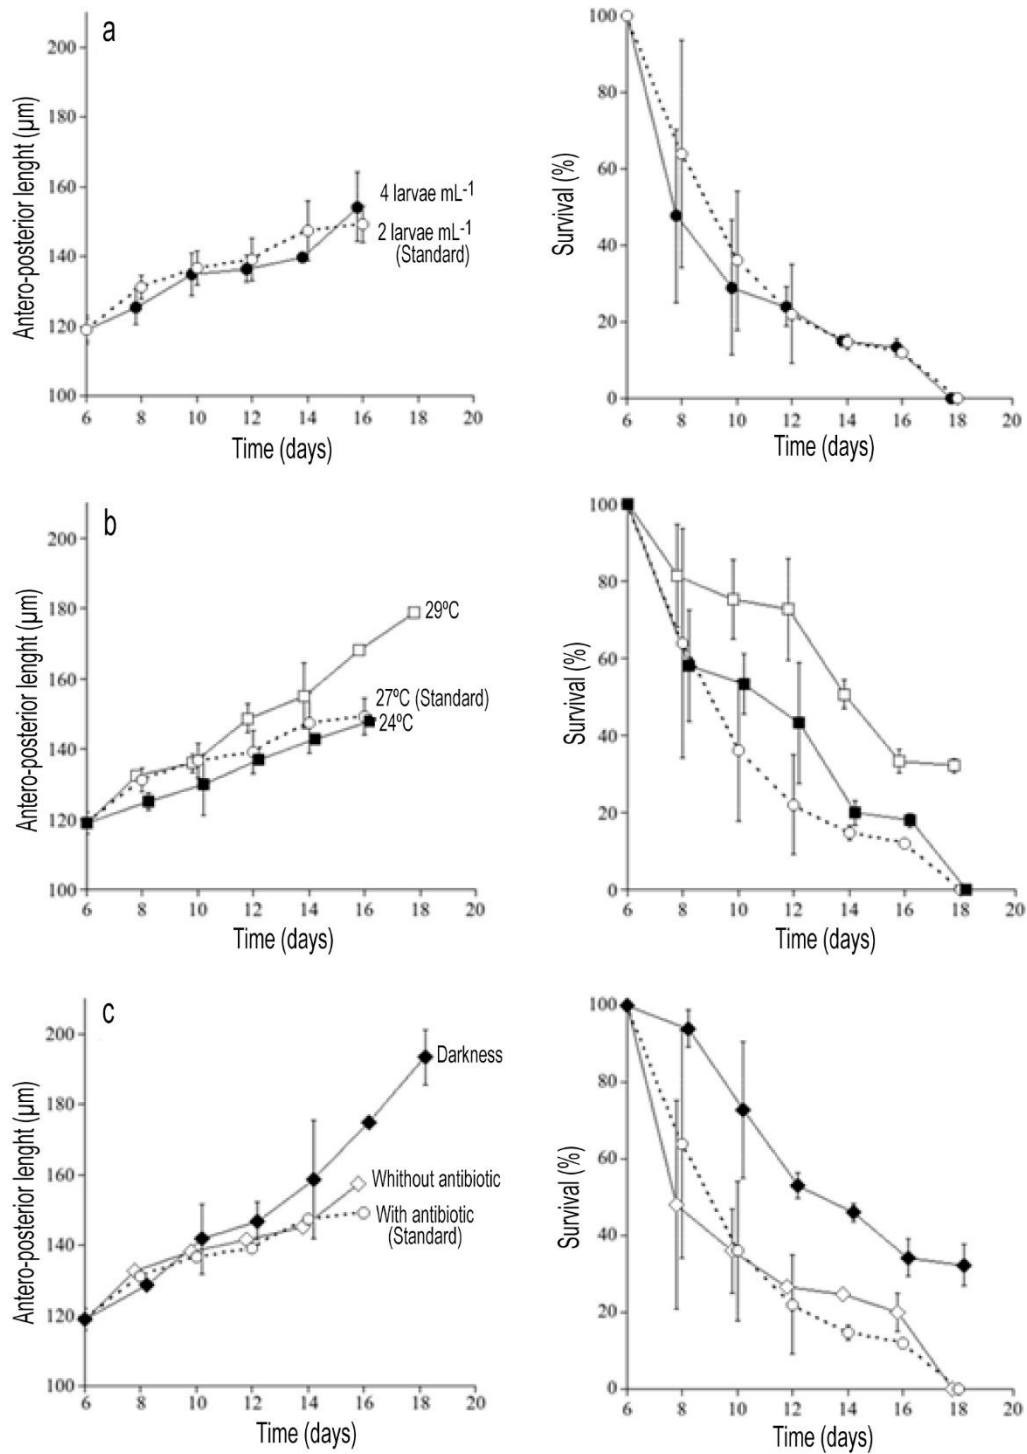 a
Antero-posterior lenght (µm)
200
180
160
140
120
100
6 8 10 12 14 16 18 20
Time (days)
4 larvae mL-1
2 larvae mL-1
(Standard)
Survival (%)
100
80
60
40
20
0
6 8 10 12 14 16 18 20
Time (days)
b
Antero-posterior lenght (µm)
200
180
160
140
120
100
6 8 10 12 14 16 18 20
Time (days)
29ºC
27ºC (Standard)
24ºC
Survival (%)
100
80
60
40
20
0
6 8 10 12 14 16 18 20
Time (days)
c
Antero-posterior lenght (µm)
200
180
160
140
120
100
6 8 10 12 14 16 18 20
Time (days)
Darkness
Whithout antibiotic
With antibiotic
(Standard)
Survival (%)
100
80
60
40
20
0
6 8 10 12 14 16 18 20
Time (days)